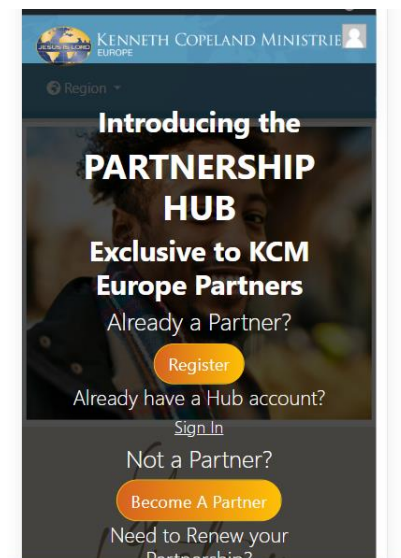 JESUS IS LORD
KENNETH COPELAND MINISTRIE
EUROPE
Region
Introducing the
PARTNERSHIP
HUB
Exclusive to KCM
Europe Partners
Already a Partner?
Register
Already have a Hub account?
Sign In
Not a Partner?
Become A Partner
Need to Renew your
Partnership?